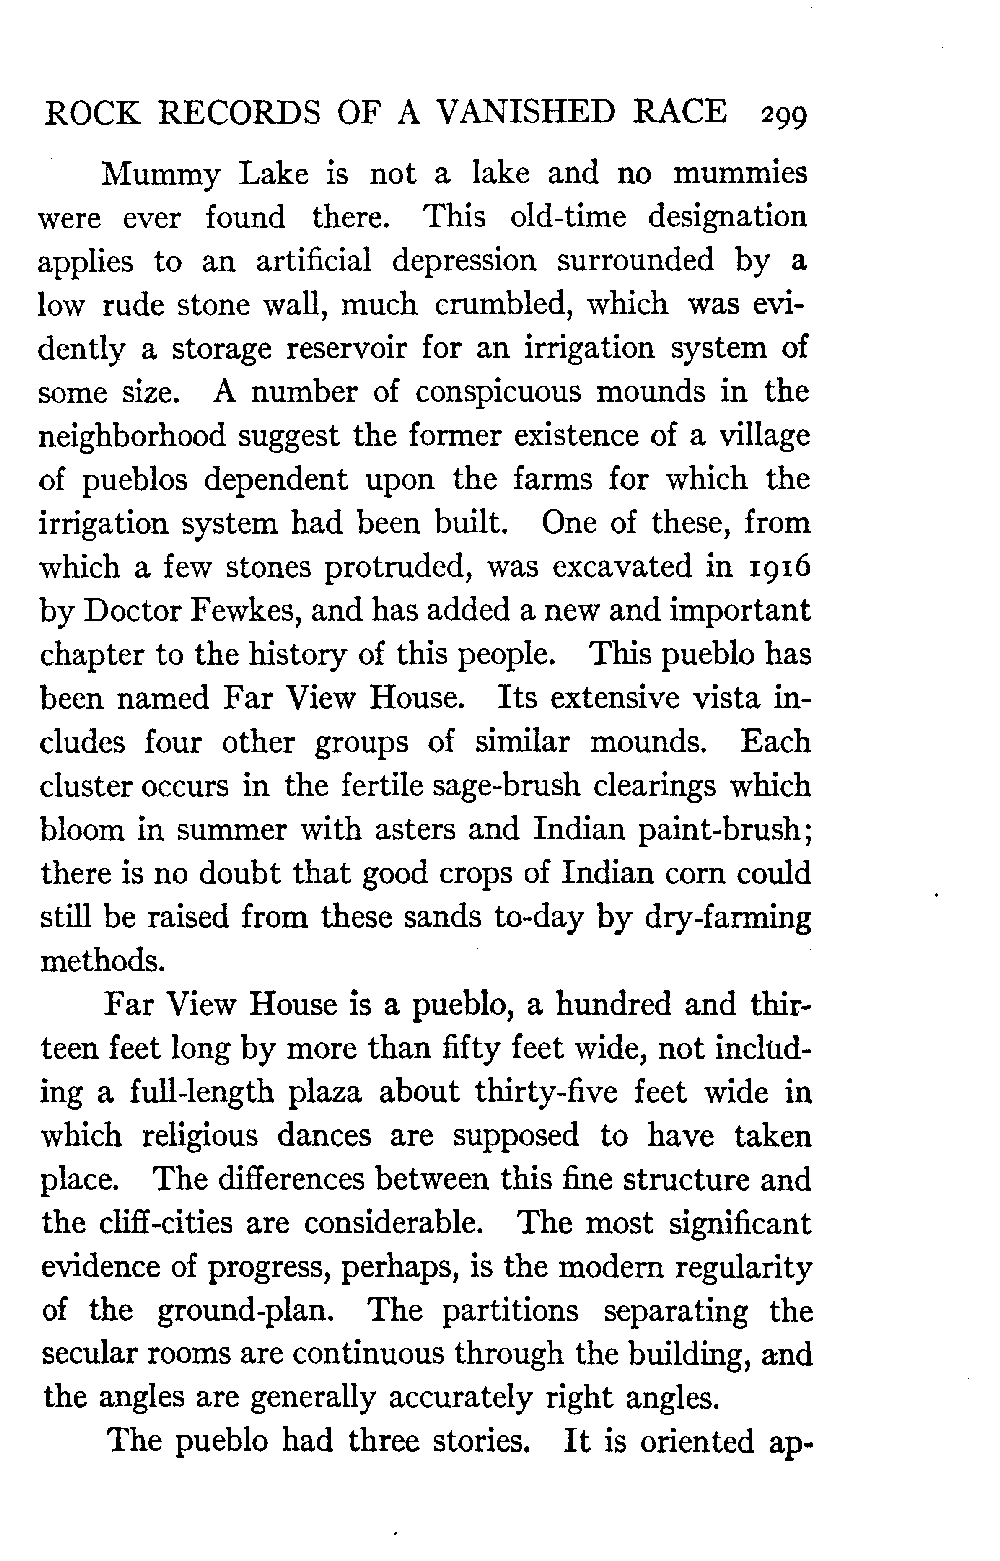 ROCK RECORDS OF A VANISHED RACE 299
Mummy Lake is not a lake and no mummies
were ever found there. This old-time designation
applies to an artificial depression surrounded by a
low rude stone wall, much crumbled, which was evi-
dently a storage reservoir for an irrigation system of
some size. A number of conspicuous mounds in the
neighborhood suggest the former existence of a village
of pueblos dependent upon the farms for which the
irrigation system had been built. One of these, from
which a few stones protruded, was excavated in 1916
by Doctor Fewkes, and has added a new and important
chapter to the history of this people. This pueblo has
been named Far View House. Its extensive vista in-
cludes four other groups of similar mounds. Each
cluster occurs in the fertile sage-brush clearings which
bloom in summer with asters and Indian paint-brush;
there is no doubt that good crops of Indian corn could
still be raised from these sands to-day by dry-farming
methods.
Far View House is a pueblo, a hundred and thir-
teen feet long by more than fifty feet wide, not includ-
ing a full-length plaza about thirty-five feet wide in
which religious dances are supposed to have taken
place. The differences between this fine structure and
the cliff-cities are considerable. The most significant
evidence of progress, perhaps, is the modern regularity
of the ground-plan. The partitions separating the
secular rooms are continuous through the building, and
the angles are generally accurately right angles.
The pueblo had three stories. It is oriented ap-